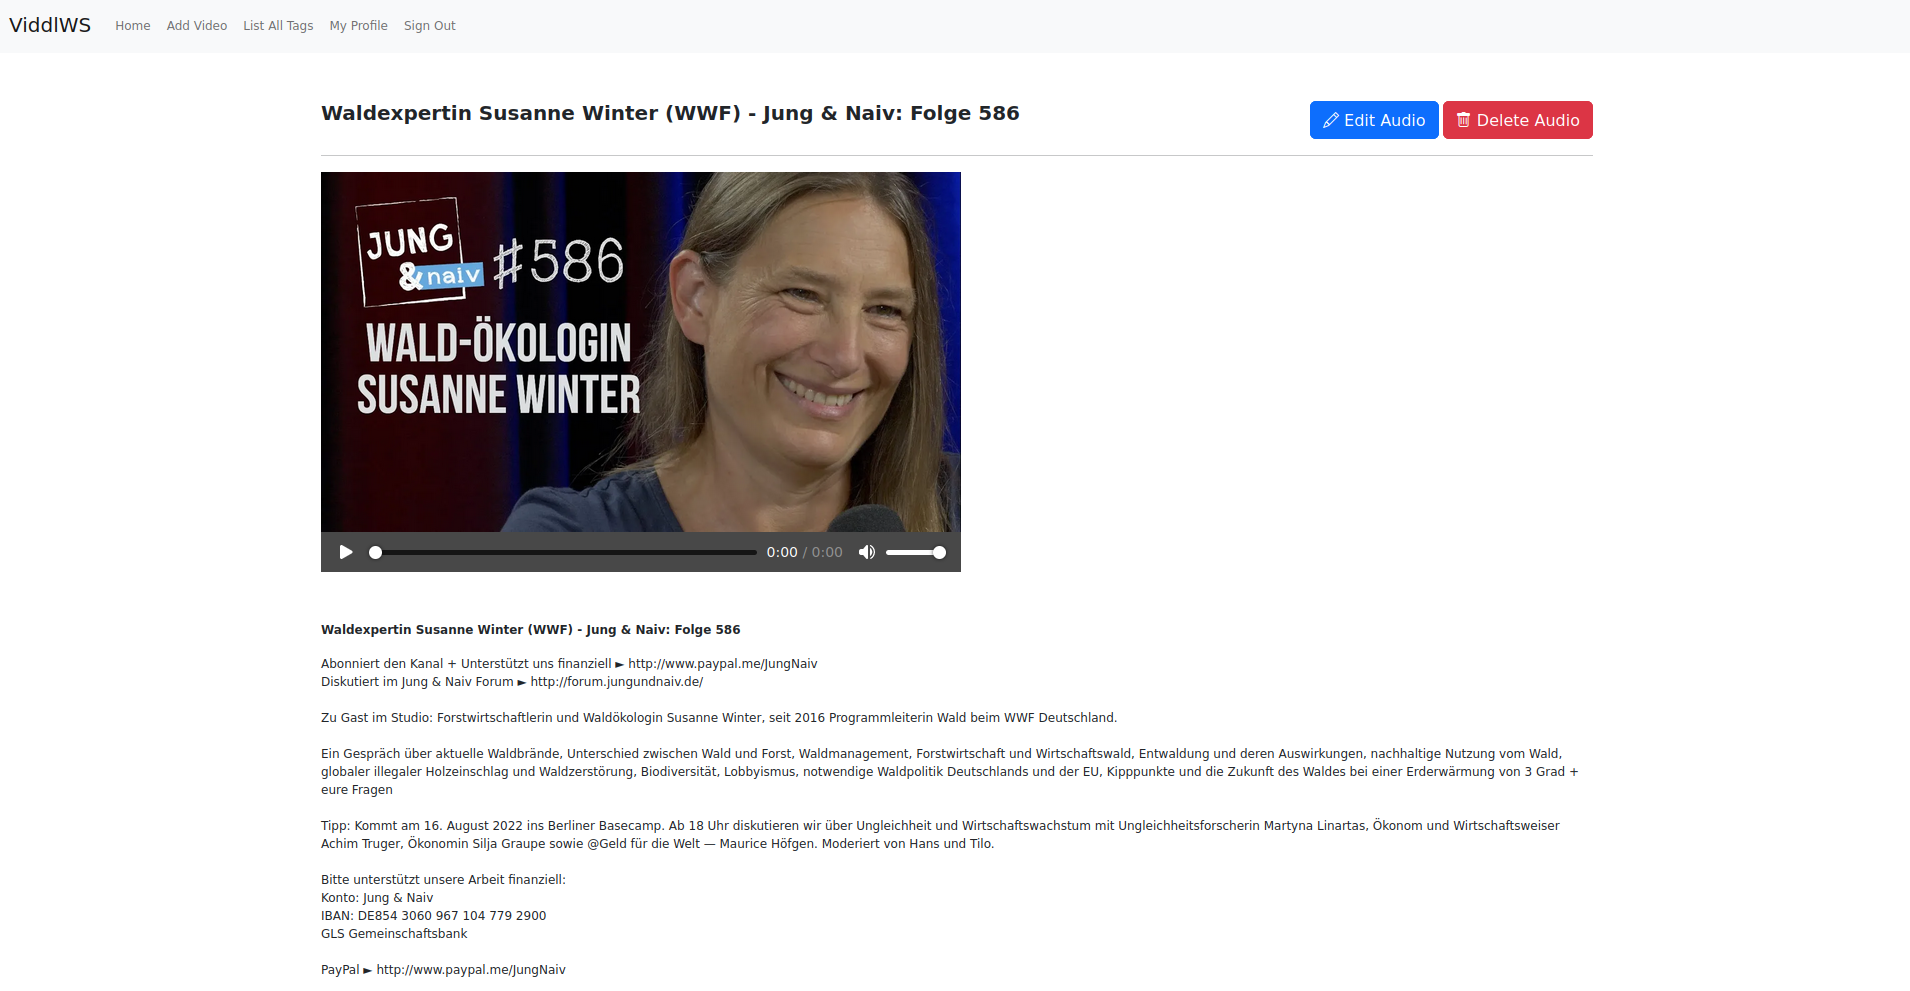 ViddlWS Home Add Video List All Tags My Profile Sign Out
Waldexpertin Susanne Winter (WWF) - Jung & Naiv: Folge 586
Edit Audio Delete Audio
JUNG
& naiv
#586
WALD-ÖKOLOGIN
SUSANNE WINTER
0:00 / 0:00
Waldexpertin Susanne Winter (WWF) - Jung & Naiv: Folge 586
Abonniert den Kanal + Unterstützt uns finanziell ► http://www.paypal.me/JungNaiv
Diskutiert im Jung & Naiv Forum ► http://forum.jungundnaiv.de/
Zu Gast im Studio: Forstwirtschaftlerin und Waldökologin Susanne Winter, seit 2016 Programmleiterin Wald beim WWF Deutschland.
Ein Gespräch über aktuelle Waldbrände, Unterschied zwischen Wald und Forst, Waldmanagement, Forstwirtschaft und Wirtschaftswald, Entwaldung und deren Auswirkungen, nachhaltige Nutzung vom Wald,
globaler illegaler Holzeinschlag und Waldzerstörung, Biodiversität, Lobbyismus, notwendige Waldpolitik Deutschlands und der EU, Kipppunkte und die Zukunft des Waldes bei einer Erderwärmung von 3 Grad +
eure Fragen
Tipp: Kommt am 16. August 2022 ins Berliner Basecamp. Ab 18 Uhr diskutieren wir über Ungleichheit und Wirtschaftswachstum mit Ungleichheitsforscherin Martyna Linartas, Ökonom und Wirtschaftsweiser
Achim Truger, Ökonomin Silja Graupe sowie @Geld für die Welt — Maurice Höfgen. Moderiert von Hans und Tilo.
Bitte unterstützt unsere Arbeit finanziell:
Konto: Jung & Naiv
IBAN: DE854 3060 967 104 779 2900
GLS Gemeinschaftsbank
PayPal ► http://www.paypal.me/JungNaiv